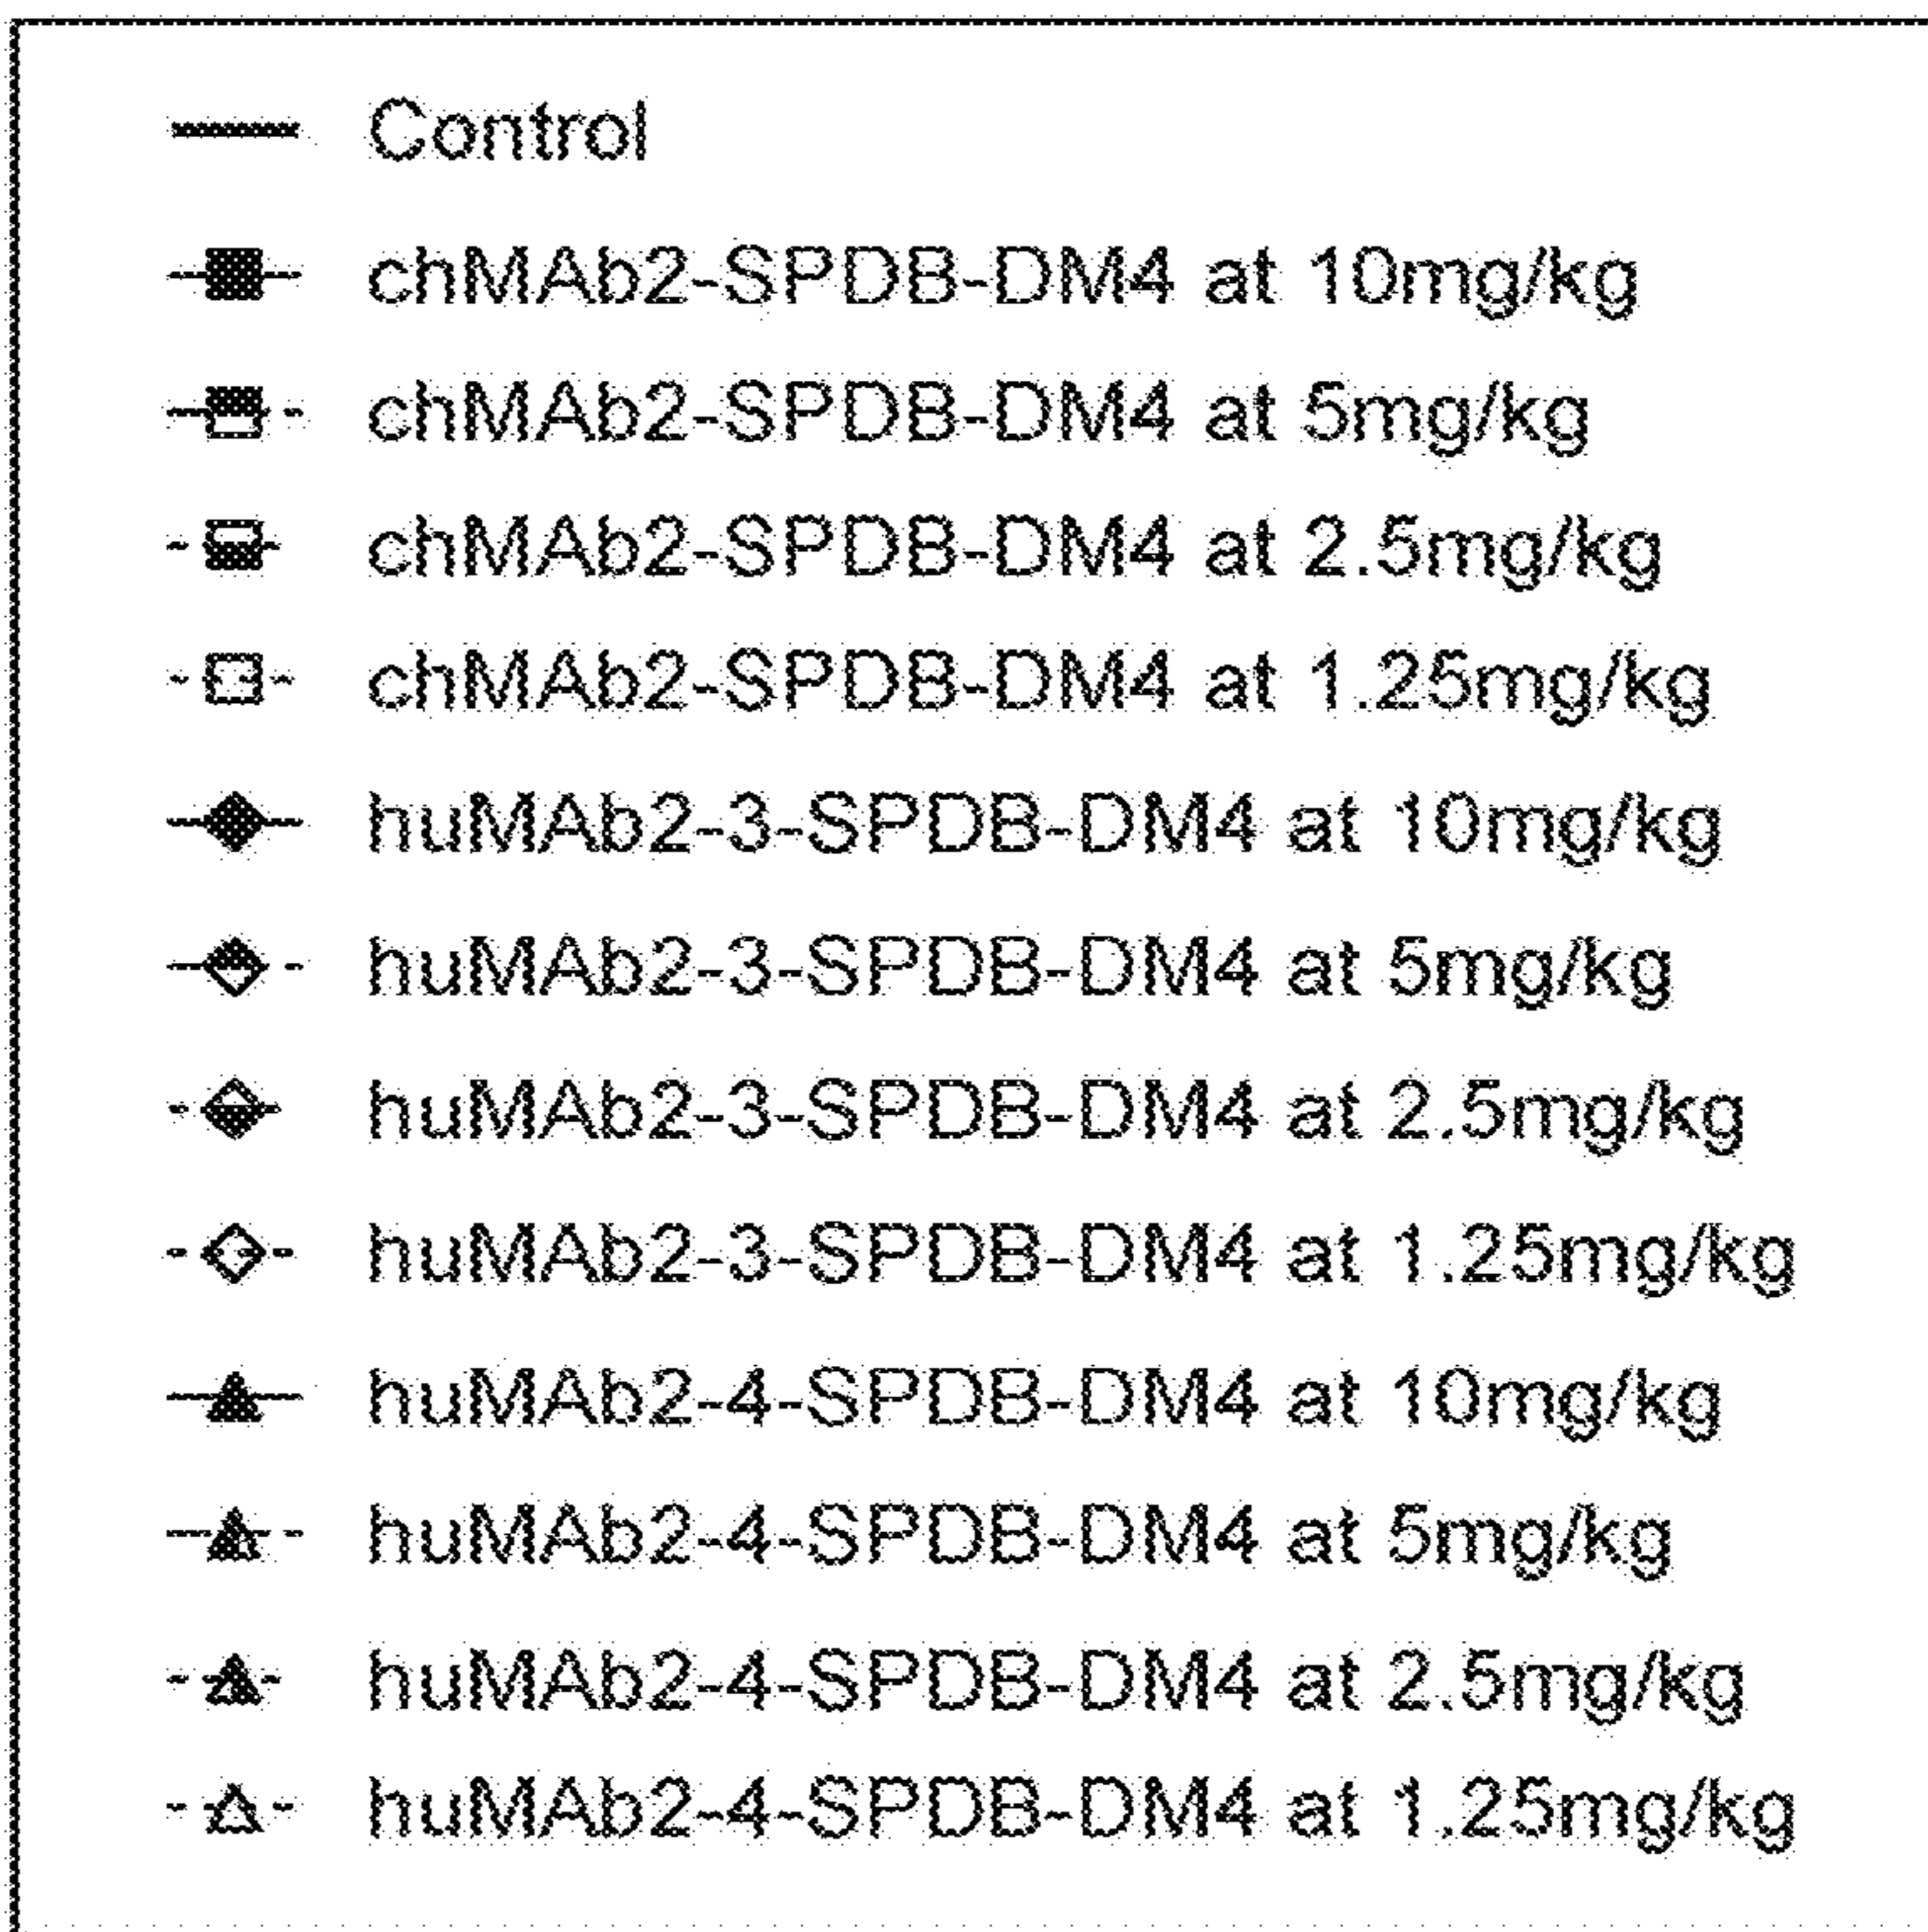 Control
chMAb2-SPDB-DM4 at 10mg/kg
chMAb2-SPDB-DM4 at 5mg/kg
chMAb2-SPDB-DM4 at 2.5mg/kg
chMAb2-SPDB-DM4 at 1.25mg/kg
huMAb2-3-SPDB-DM4 at 10mg/kg
huMAb2-3-SPDB-DM4 at 5mg/kg
huMAb2-3-SPDB-DM4 at 2.5mg/kg
huMAb2-3-SPDB-DM4 at 1.25mg/kg
huMAb2-4-SPDB-DM4 at 10mg/kg
huMAb2-4-SPDB-DM4 at 5mg/kg
huMAb2-4-SPDB-DM4 at 2.5mg/kg
huMAb2-4-SPDB-DM4 at 1.25mg/kg